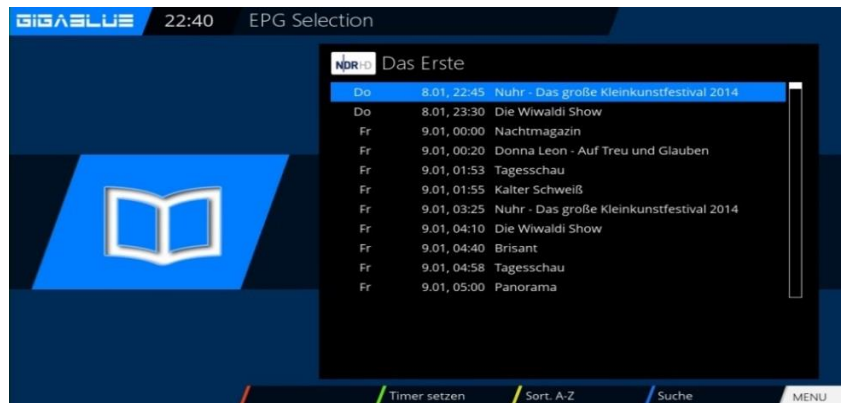 GIGABLUE 22:40 EPG Selection
NDR HD Das Erste
Do 8.01, 22:45 Nuhr - Das große Kleinkunstfestival 2014
Do 8.01, 23:30 Die Wiwaldi Show
Fr 9.01, 00:00 Nachtmagazin
Fr 9.01, 00:20 Donna Leon - Auf Treu und Glauben
Fr 9.01, 01:53 Tagesschau
Fr 9.01, 01:55 Kalter Schweiß
Fr 9.01, 03:25 Nuhr - Das große Kleinkunstfestival 2014
Fr 9.01, 04:10 Die Wiwaldi Show
Fr 9.01, 04:40 Brisant
Fr 9.01, 04:58 Tagesschau
Fr 9.01, 05:00 Panorama
Timer setzen Sort. A-Z Suche MENU